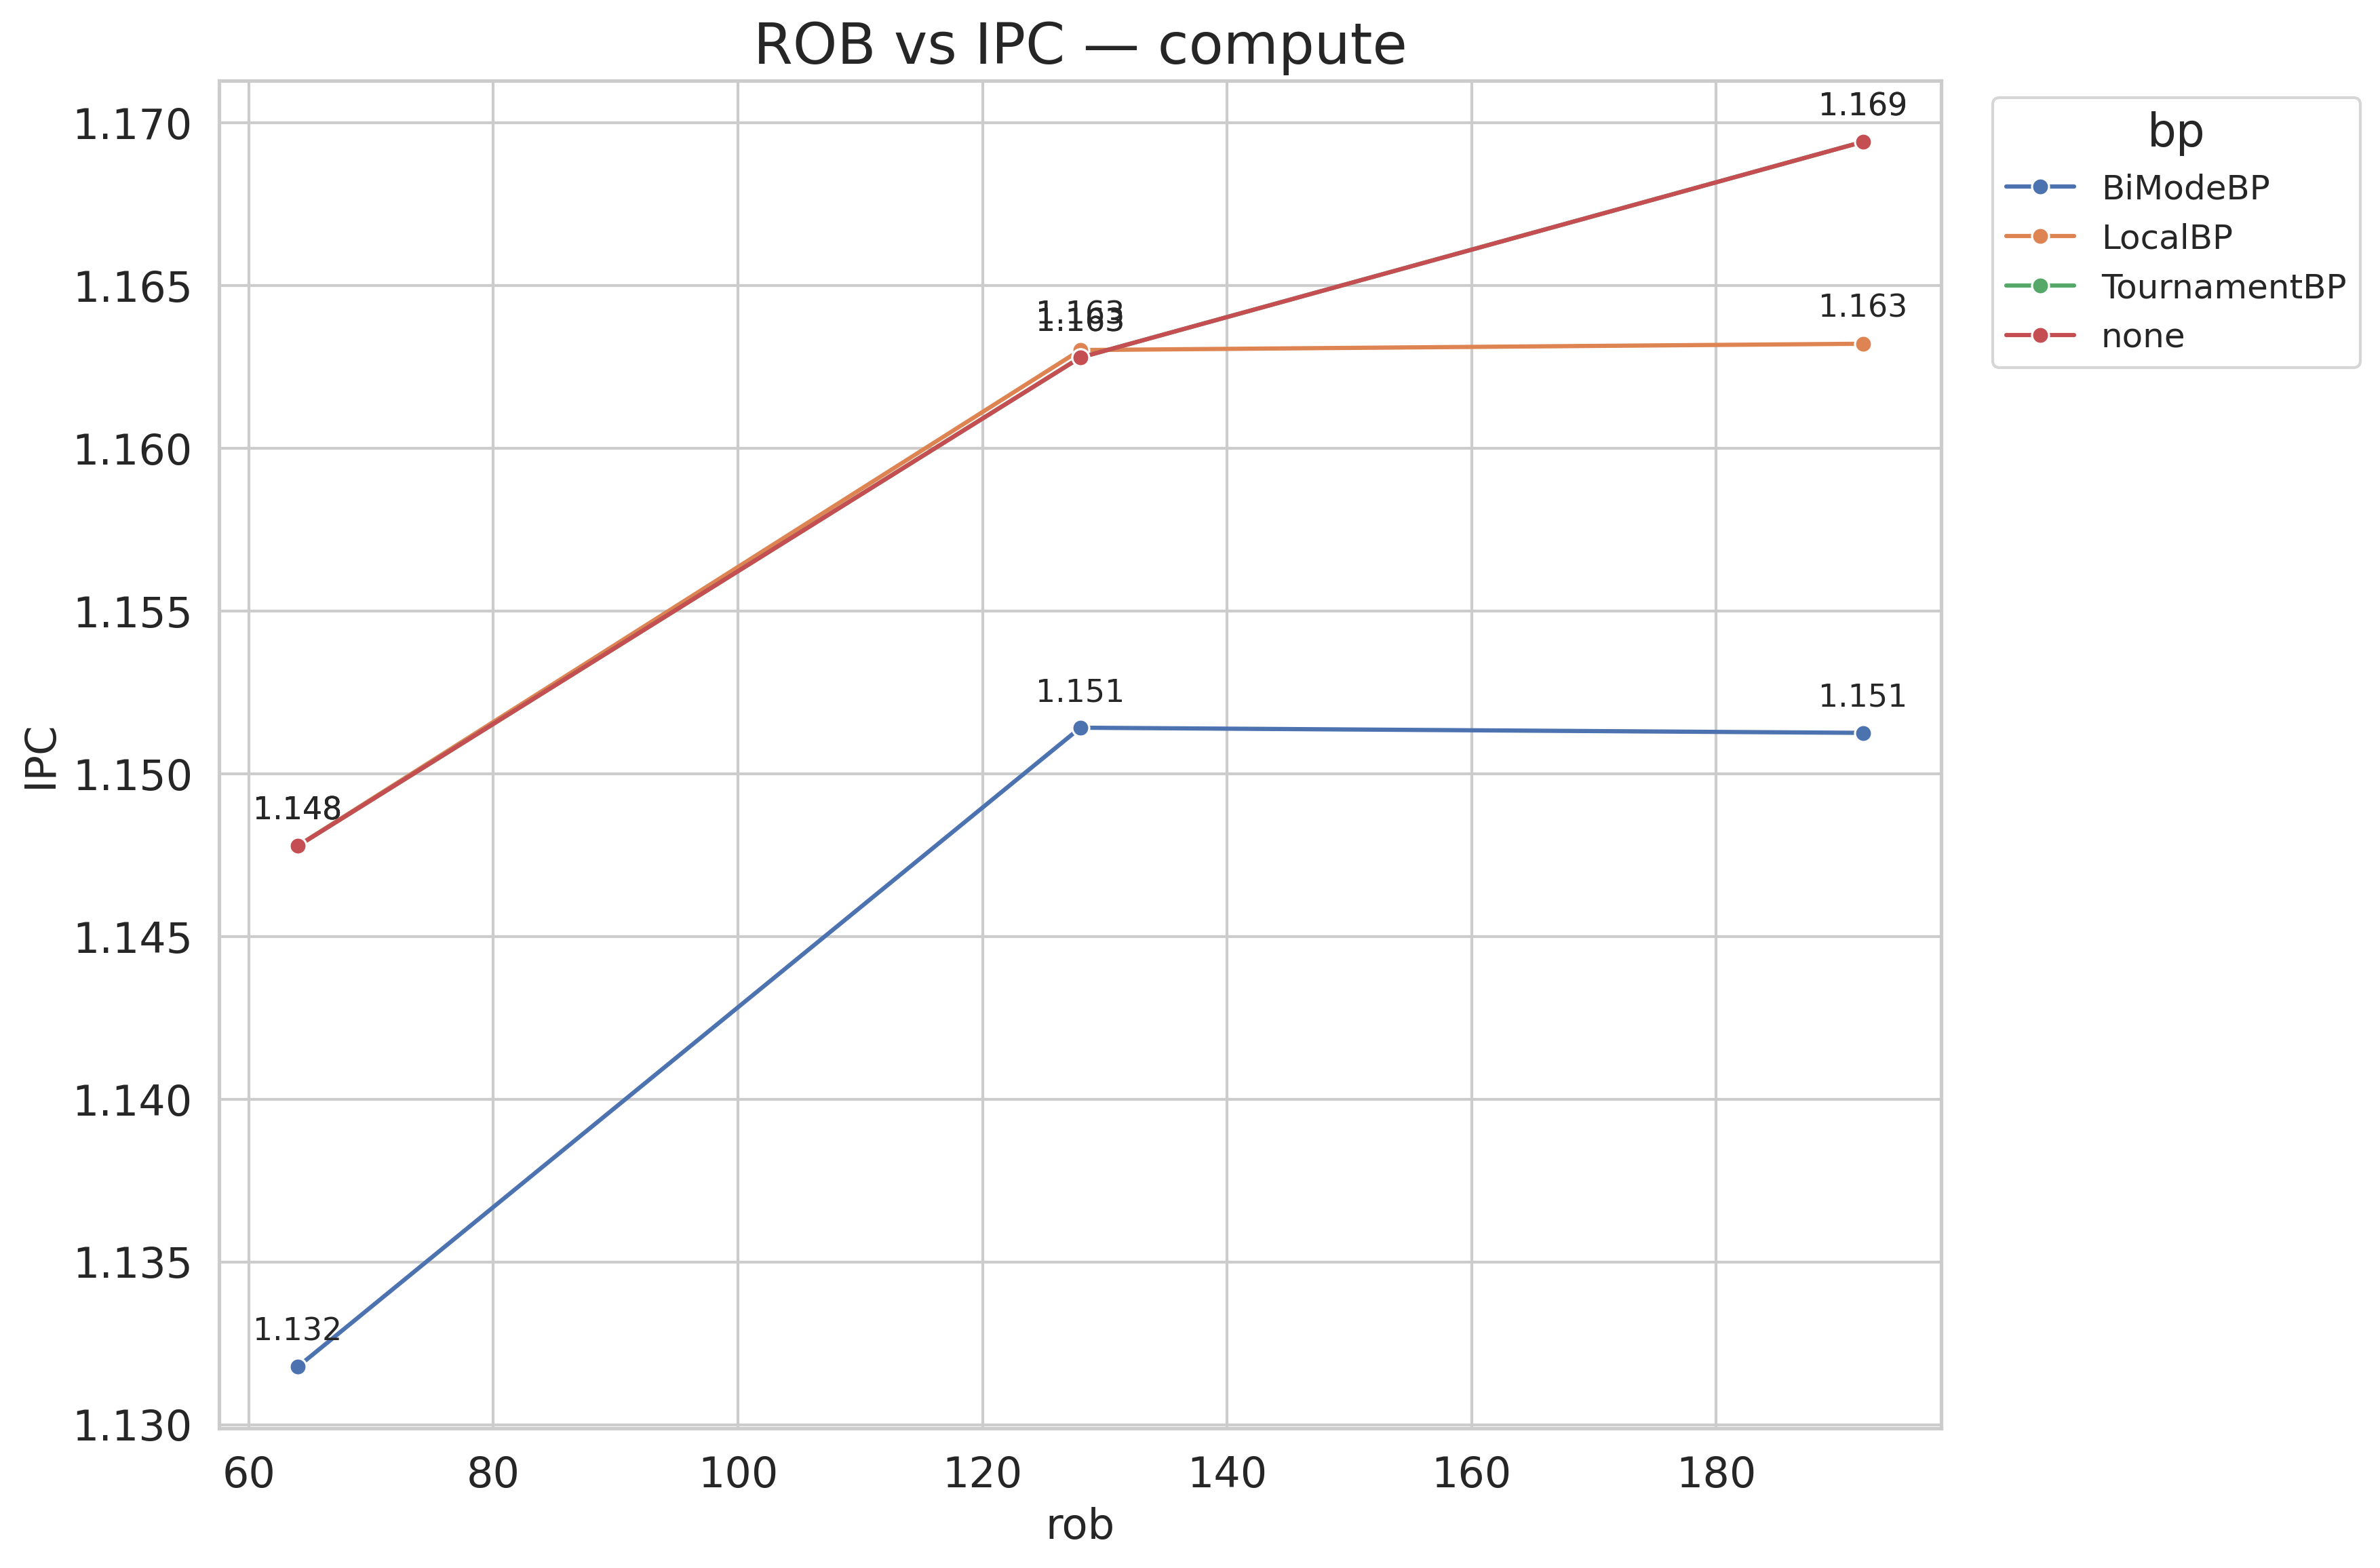 ROB vs IPC — compute
1.170
1.165
1.160
1.155
1.150
1.145
1.140
1.135
1.130
IPC
1.169
1.163
1.163
1.163
1.151
1.151
1.148
1.132
60 80 100 120 140 160 180
rob
bp
BiModeBP
LocalBP
TournamentBP
none